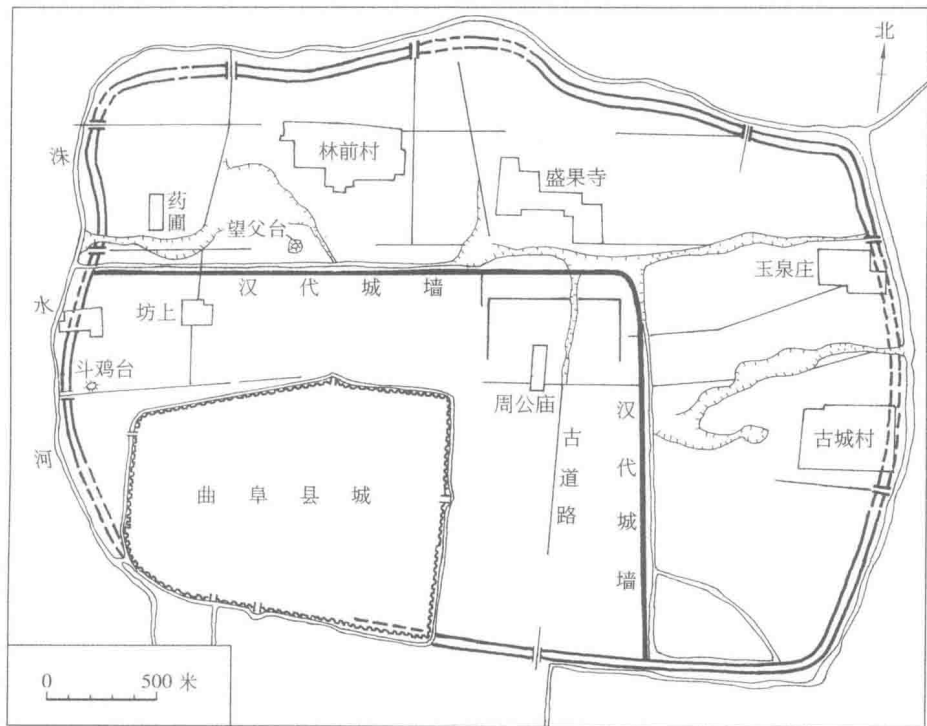 北
林前村
洙
药圃
盛果寺
望父台
玉泉庄
汉代城墙
水
坊上
斗鸡台
周公庙
汉代城墙
古城村
河
古道路
曲阜县城
0 500 米